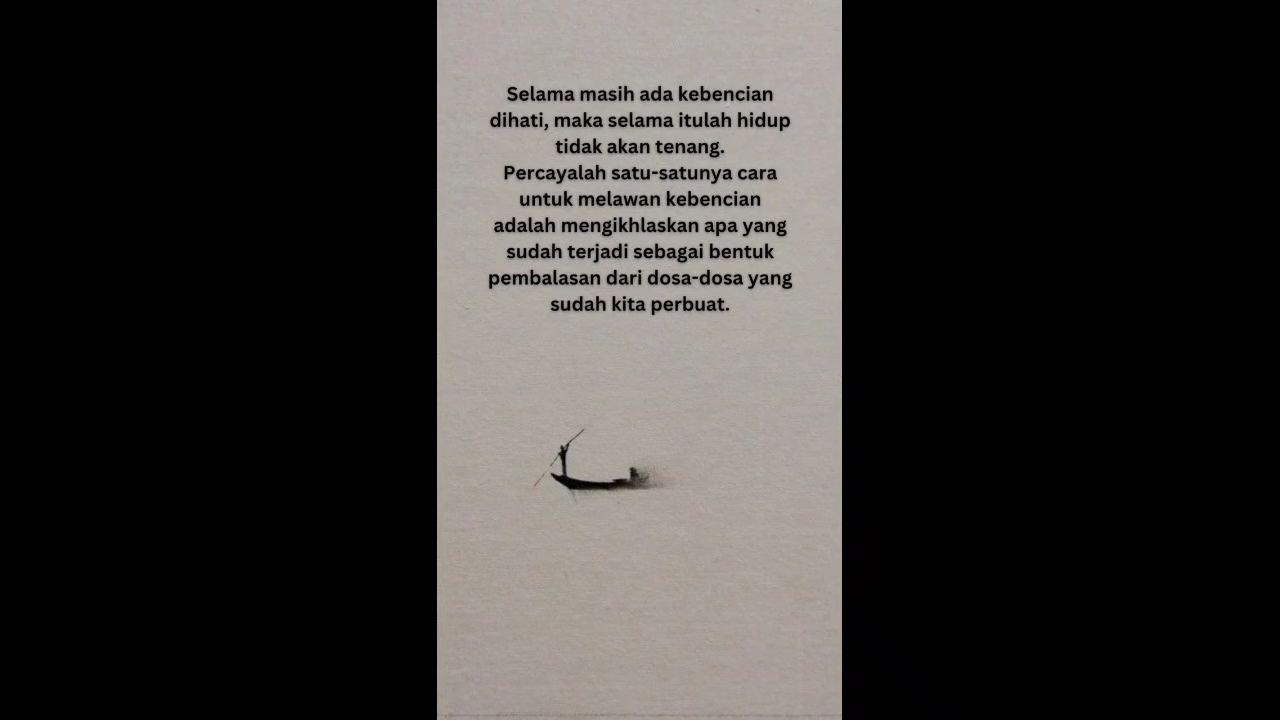 Selama masih ada kebencian
dihati, maka selama itulah hidup
tidak akan tenang.
Percayalah satu-satunya cara
untuk melawan kebencian
adalah mengikhlaskan apa yang
sudah terjadi sebagai bentuk
pembalasan dari dosa-dosa yang
sudah kita perbuat.